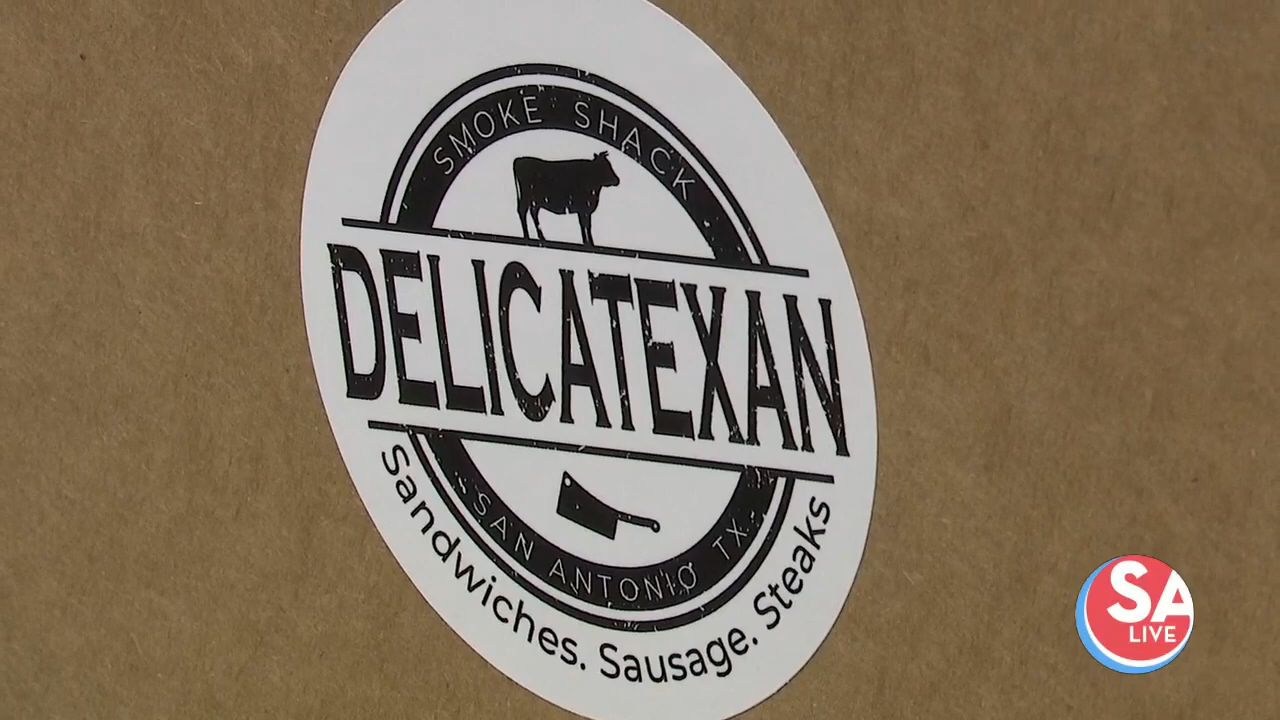 SMOKE SHACK
DELICATEXAN
SAN ANTONIO TX
Sandwiches. Sausage. Steaks
SA
LIVE